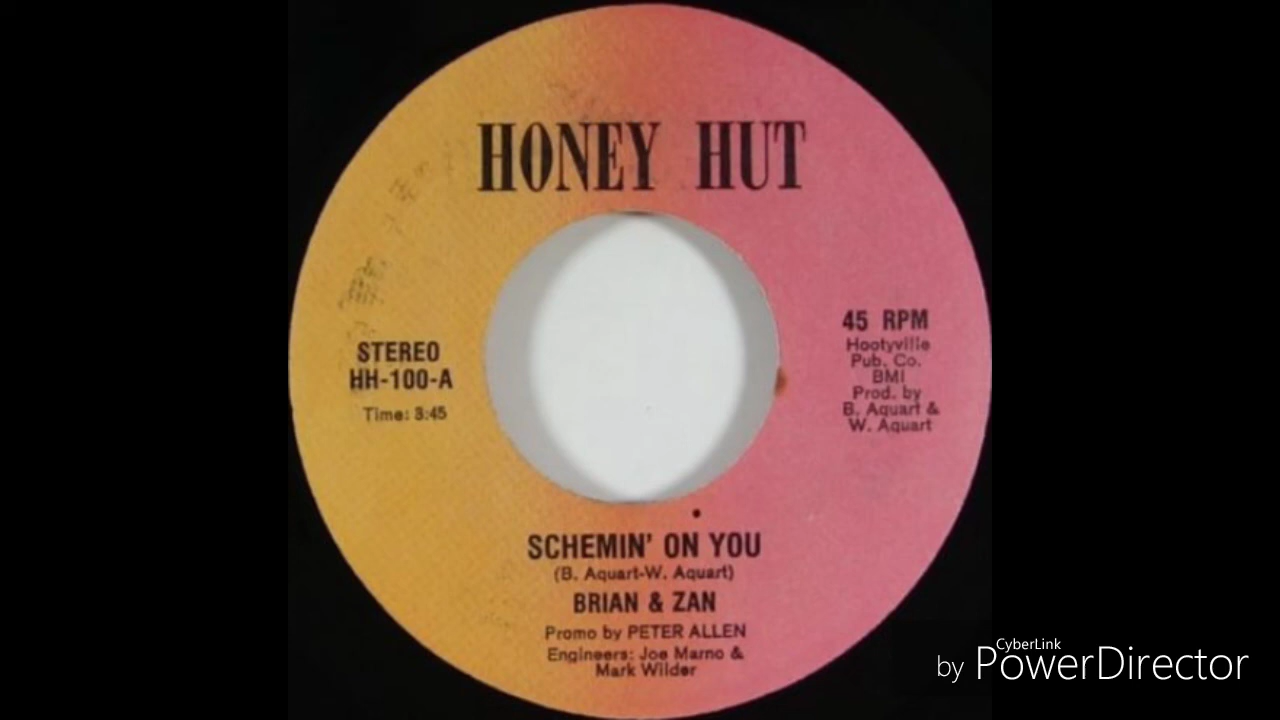 HONEY HUT
STEREO
HH-100-A
Time: 3:45
45 RPM
Hootyville
Pub. Co.
BMI
Prod. by
B. Aquart &
W. Aquart
SCHEMIN' ON YOU
(B. Aquart-W. Aquart)
BRIAN & ZAN
Promo by PETER ALLEN
Engineers: Joe Marno &
Mark Wilder
CyberLink
by PowerDirector